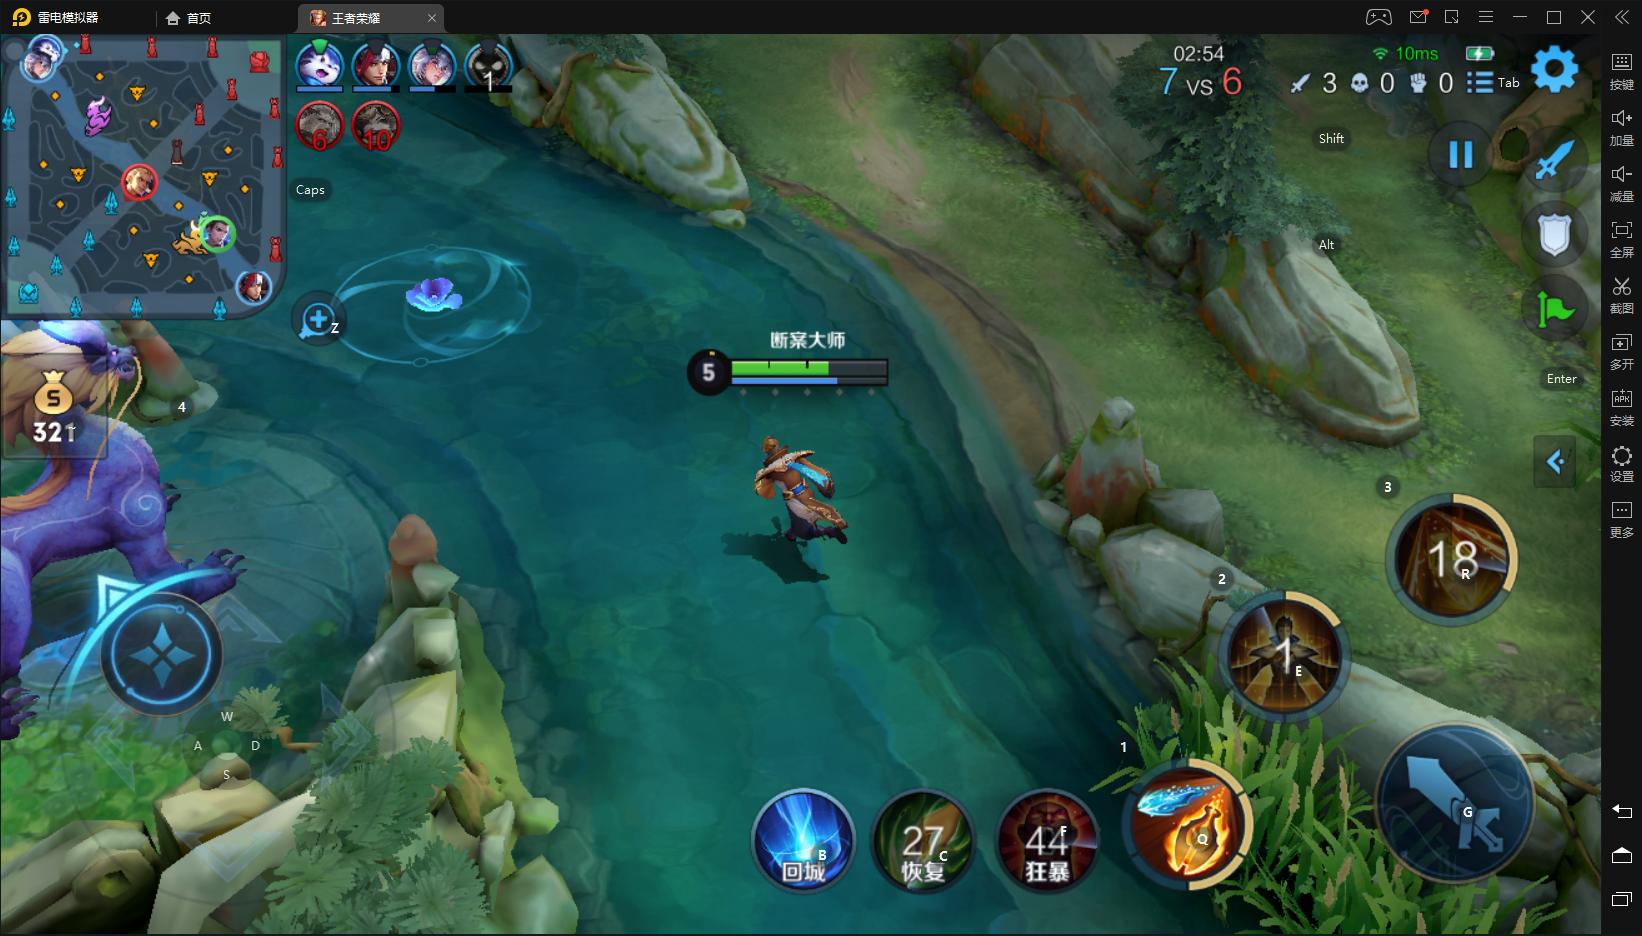 雷电模拟器
首页
王者荣耀
1
6
10
02:54
7 vs 6
10ms
3
0
0
Tab
Shift
Caps
Alt
Z
Enter
S
321
4
断案大师
5
3
18
R
2
1
E
W
A
D
S
1
Q
G
B
回城
27
C
恢复
44
F
狂暴
按键
加量
减量
全屏
截图
多开
APK
安装
设置
更多